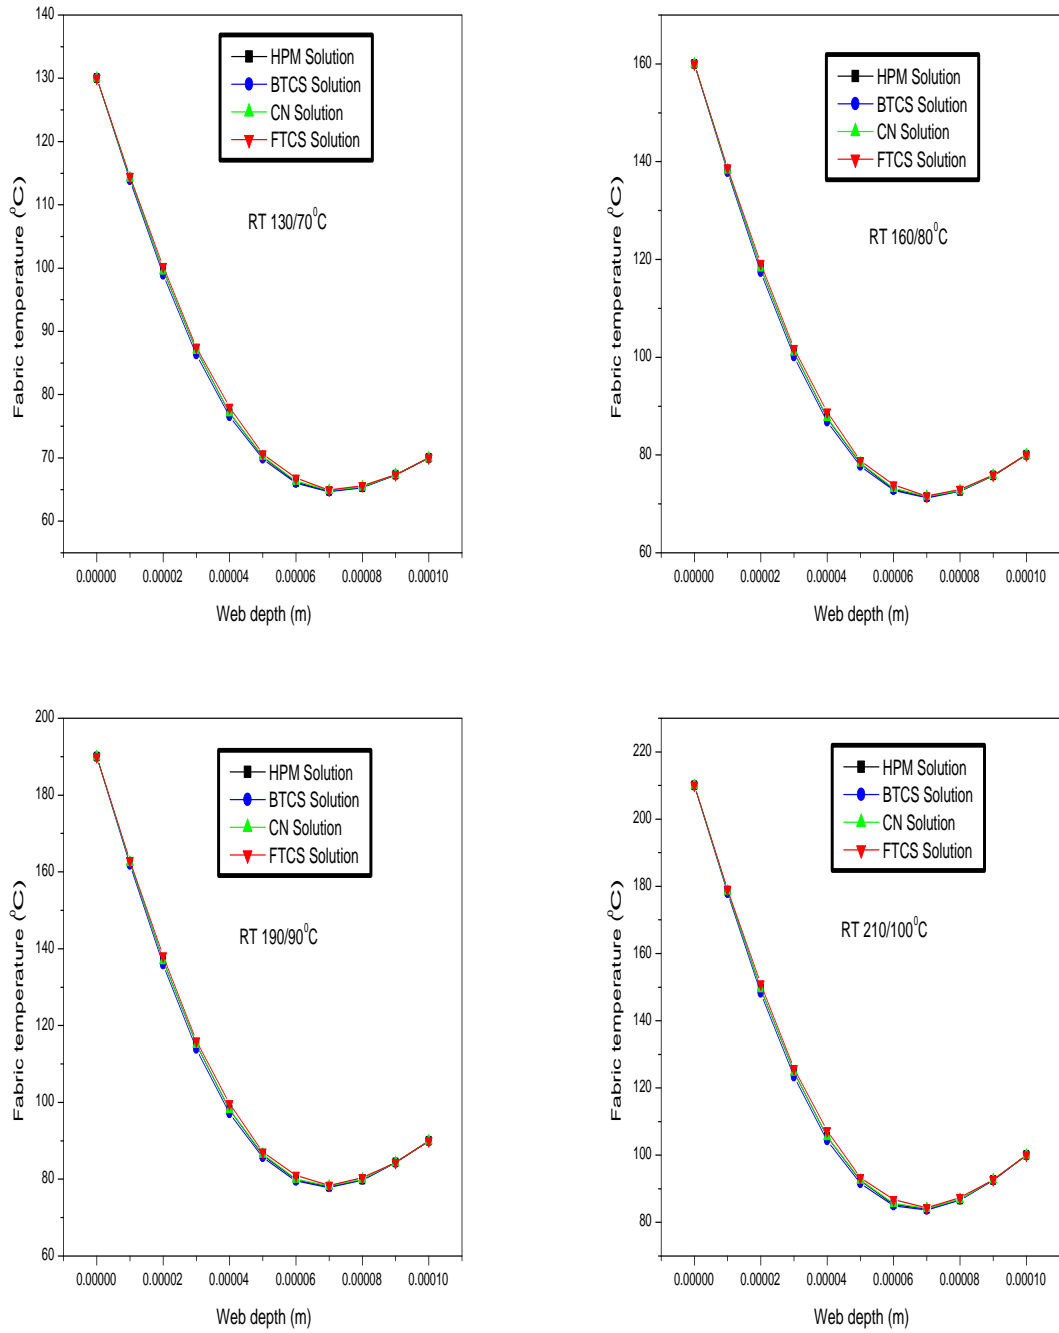 140
130
120
110
100
90
80
70
60
Fabric temperature (⁰C)
HPM Solution
BTCS Solution
CN Solution
FTCS Solution
RT 130/70⁰C
0.00000 0.00002 0.00004 0.00006 0.00008 0.00010
Web depth (m)
160
140
120
100
80
60
Fabric temperature (⁰C)
HPM Solution
BTCS Solution
CN Solution
FTCS Solution
RT 160/80⁰C
0.00000 0.00002 0.00004 0.00006 0.00008 0.00010
Web depth (m)
200
180
160
140
120
100
80
60
Fabric temperature (⁰C)
HPM Solution
BTCS Solution
CN Solution
FTCS Solution
RT 190/90⁰C
0.00000 0.00002 0.00004 0.00006 0.00008 0.00010
Web depth (m)
220
200
180
160
140
120
100
80
Fabric temperature (⁰C)
HPM Solution
BTCS Solution
CN Solution
FTCS Solution
RT 210/100⁰C
0.00000 0.00002 0.00004 0.00006 0.00008 0.00010
Web depth (m)